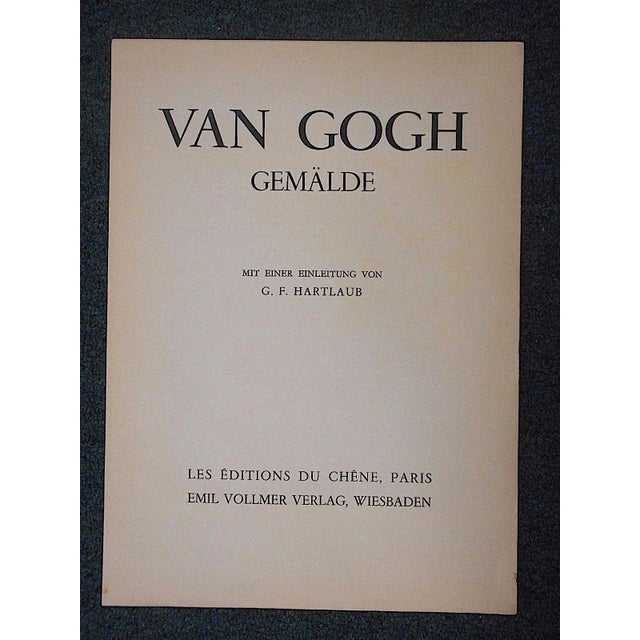 VAN GOGH
GEMÄLDE
MIT EINER EINLEITUNG VON
G. F. HARTLAUB
LES ÉDITIONS DU CHÊNE, PARIS
EMIL VOLLMER VERLAG, WIESBADEN